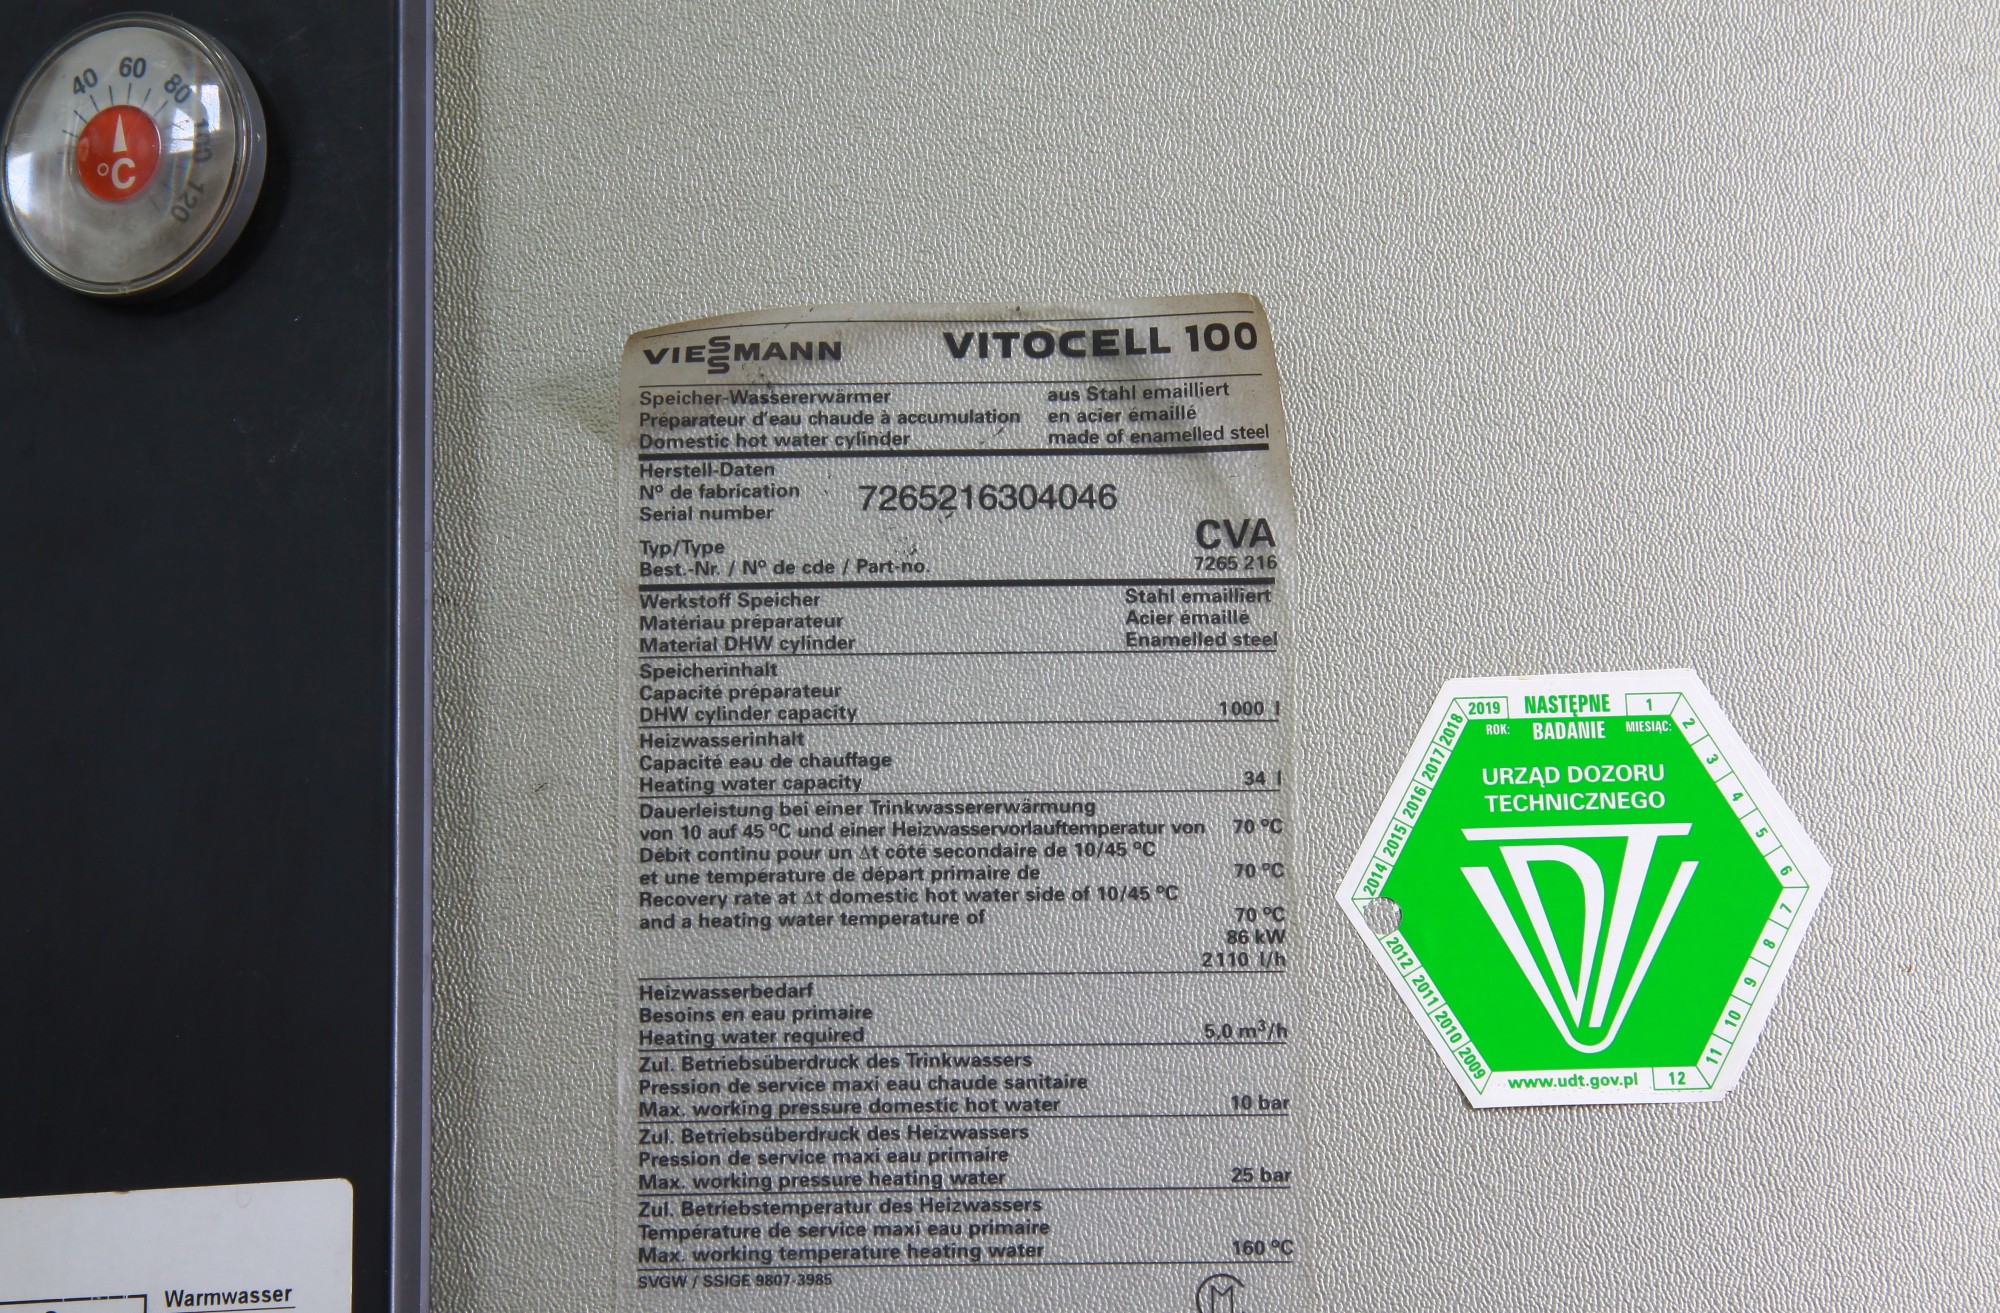 40 60 80 100 120
°C
VIESSMANN VITOCELL 100
Speicher-Wassererwärmer aus Stahl emailliert
Préparateur d'eau chaude à accumulation en acier émaillé
Domestic hot water cylinder made of enamelled steel
Herstell-Daten
Nº de fabrication 7265216304046
Serial number
CVA
Typ/Type
Best.-Nr. / Nº de cde / Part-no. 7265 216
Werkstoff Speicher Stahl emailliert
Matériau préparateur Acier émaillé
Material DHW cylinder Enamelled steel
Speicherinhalt
Capacité préparateur
DHW cylinder capacity 1000 l
Heizwasserinhalt
Capacité eau de chauffage
Heating water capacity 34 l
Dauerleistung bei einer Trinkwassererwärmung
von 10 auf 45 ºC und einer Heizwasservorlauftemperatur von 70 ºC
Débit continu pour un Δt côté secondaire de 10/45 ºC
et une température de départ primaire de 70 ºC
Recovery rate at Δt domestic hot water side of 10/45 ºC
and a heating water temperature of 70 ºC
86 kW
2110 l/h
Heizwasserbedarf
Besoins en eau primaire
Heating water required 5,0 m³/h
Zul. Betriebsüberdruck des Trinkwassers
Pression de service maxi eau chaude sanitaire
Max. working pressure domestic hot water 10 bar
Zul. Betriebsüberdruck des Heizwassers
Pression de service maxi eau primaire
Max. working pressure heating water 25 bar
Zul. Betriebstemperatur des Heizwassers
Température de service maxi eau primaire
Max. working temperature heating water 160 ºC
SVGW / SSIGE 9807-3985
M
2019 NASTĘPNE 1
ROK: BADANIE MIESIĄC:
URZĄD DOZORU
TECHNICZNEGO
UDT
2018 2017 2016 2015 2014 2012 2011 2010 2009
2 3 4 5 6 7 8 9 10 11
www.udt.gov.pl 12
Warmwasser